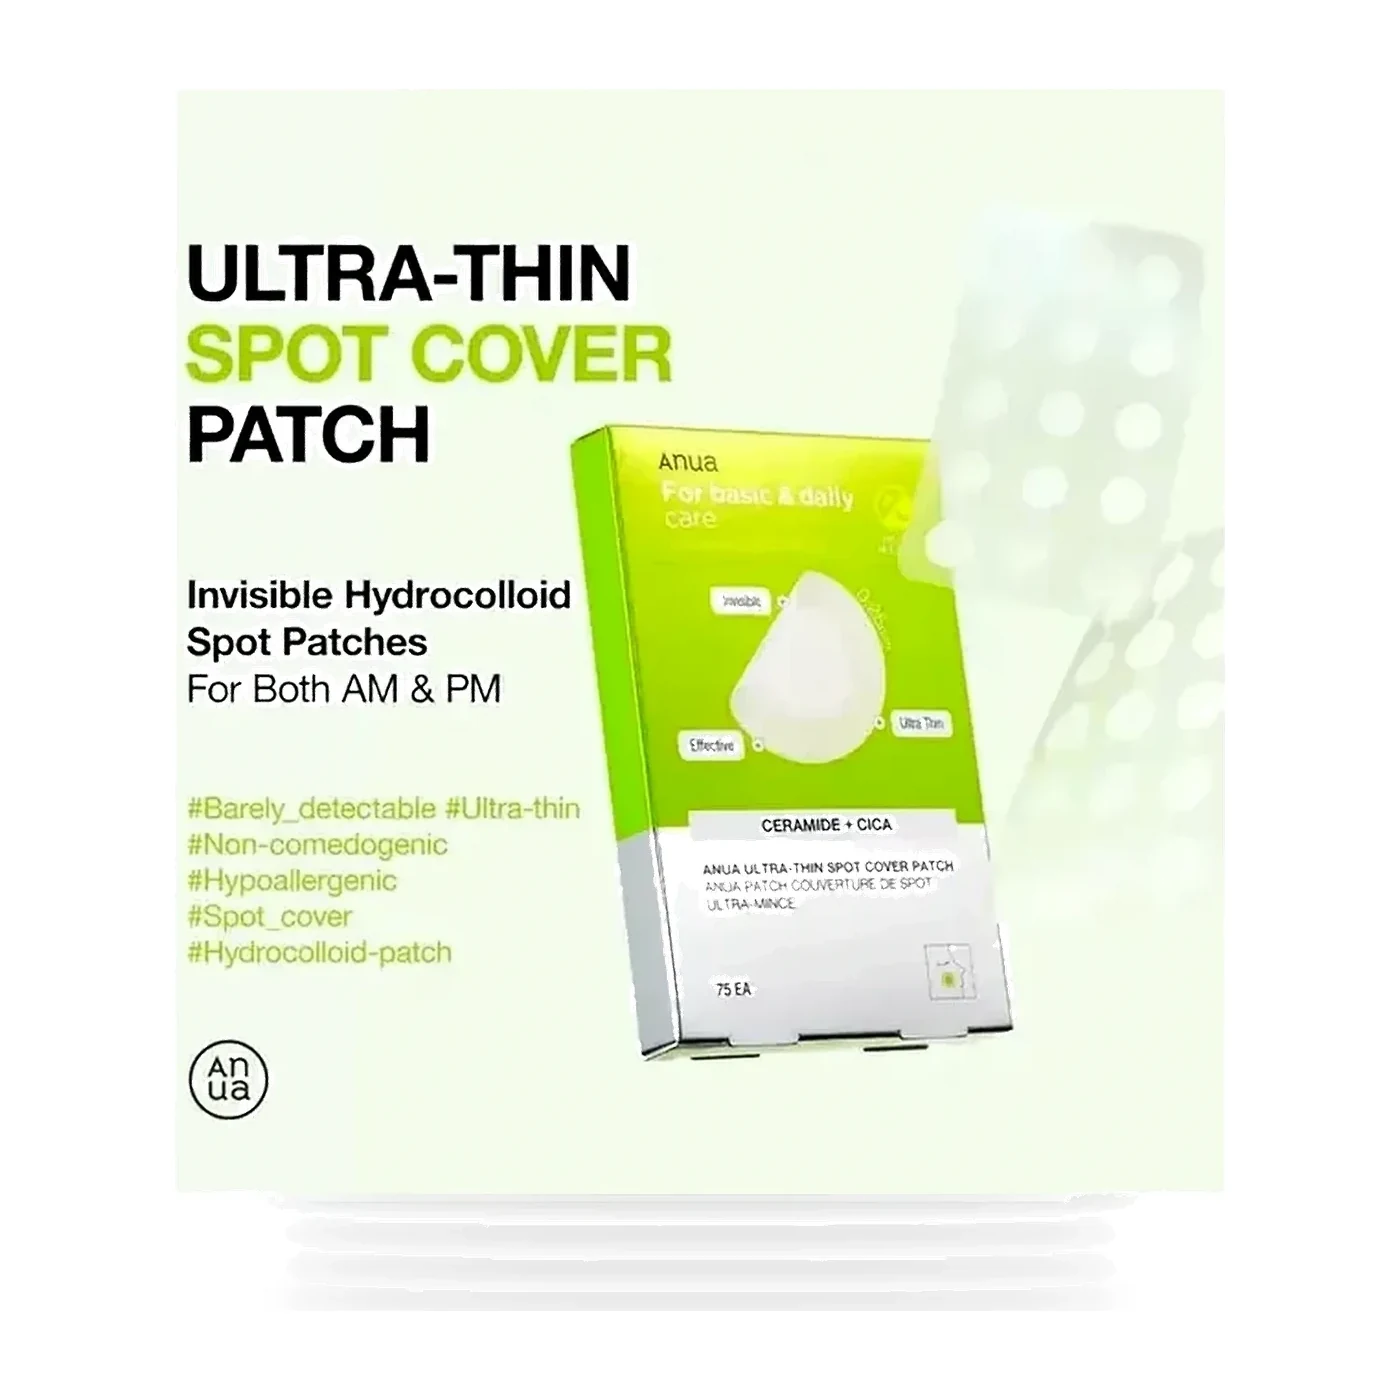 ULTRA-THIN
SPOT COVER
PATCH
Invisible Hydrocolloid
Spot Patches
For Both AM & PM
#Barely_detectable #Ultra-thin
#Non-comedogenic
#Hypoallergenic
#Spot_cover
#Hydrocolloid-patch
An
ua
Anua
For basic & daily
care
Invisible
Effective
Ultra Thin
CERAMIDE + CICA
ANUA ULTRA-THIN SPOT COVER PATCH
ANUA PATCH COUVERTURE DE SPOT
ULTRA-MINCE
75 EA